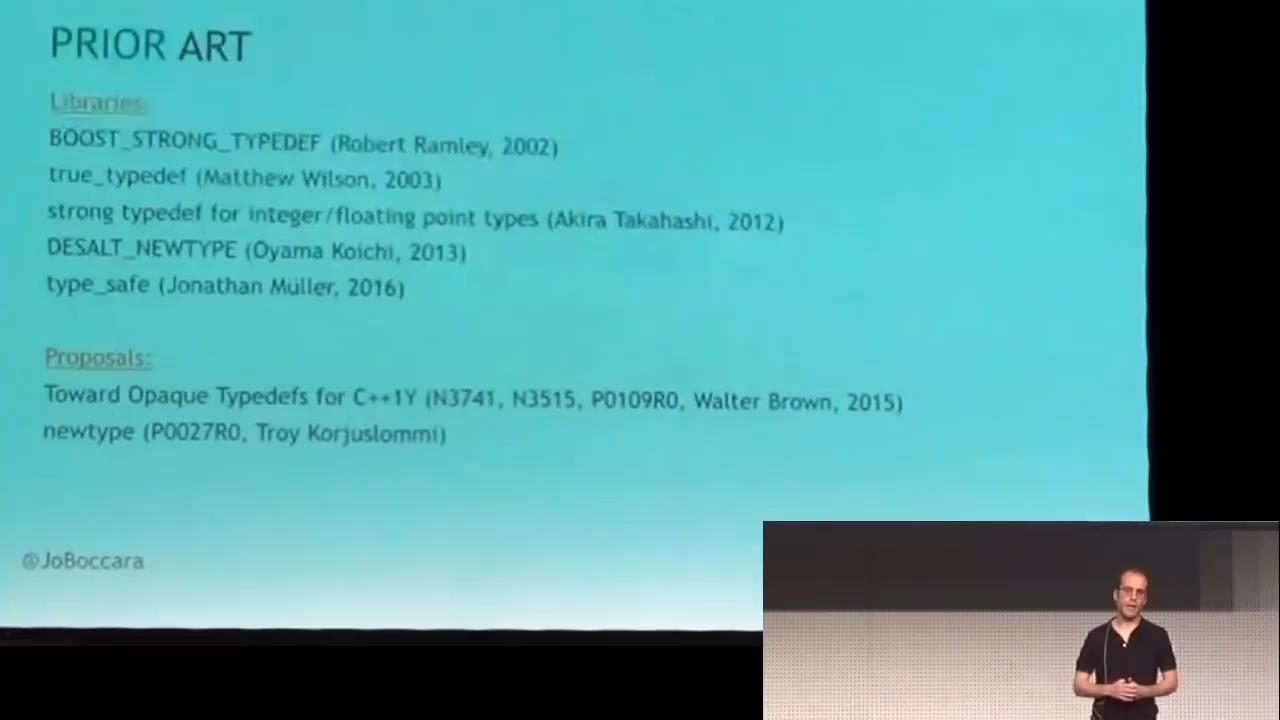 PRIOR ART
Libraries:
BOOST_STRONG_TYPEDEF (Robert Ramley, 2002)
true_typedef (Matthew Wilson, 2003)
strong typedef for integer/floating point types (Akira Takahashi, 2012)
DESALT_NEWTYPE (Oyama Koichi, 2013)
type_safe (Jonathan Müller, 2016)
Proposals:
Toward Opaque Typedefs for C++1Y (N3741, N3515, P0109R0, Walter Brown, 2015)
newtype (P0027R0, Troy Korjuslommi)
@JoBoccara